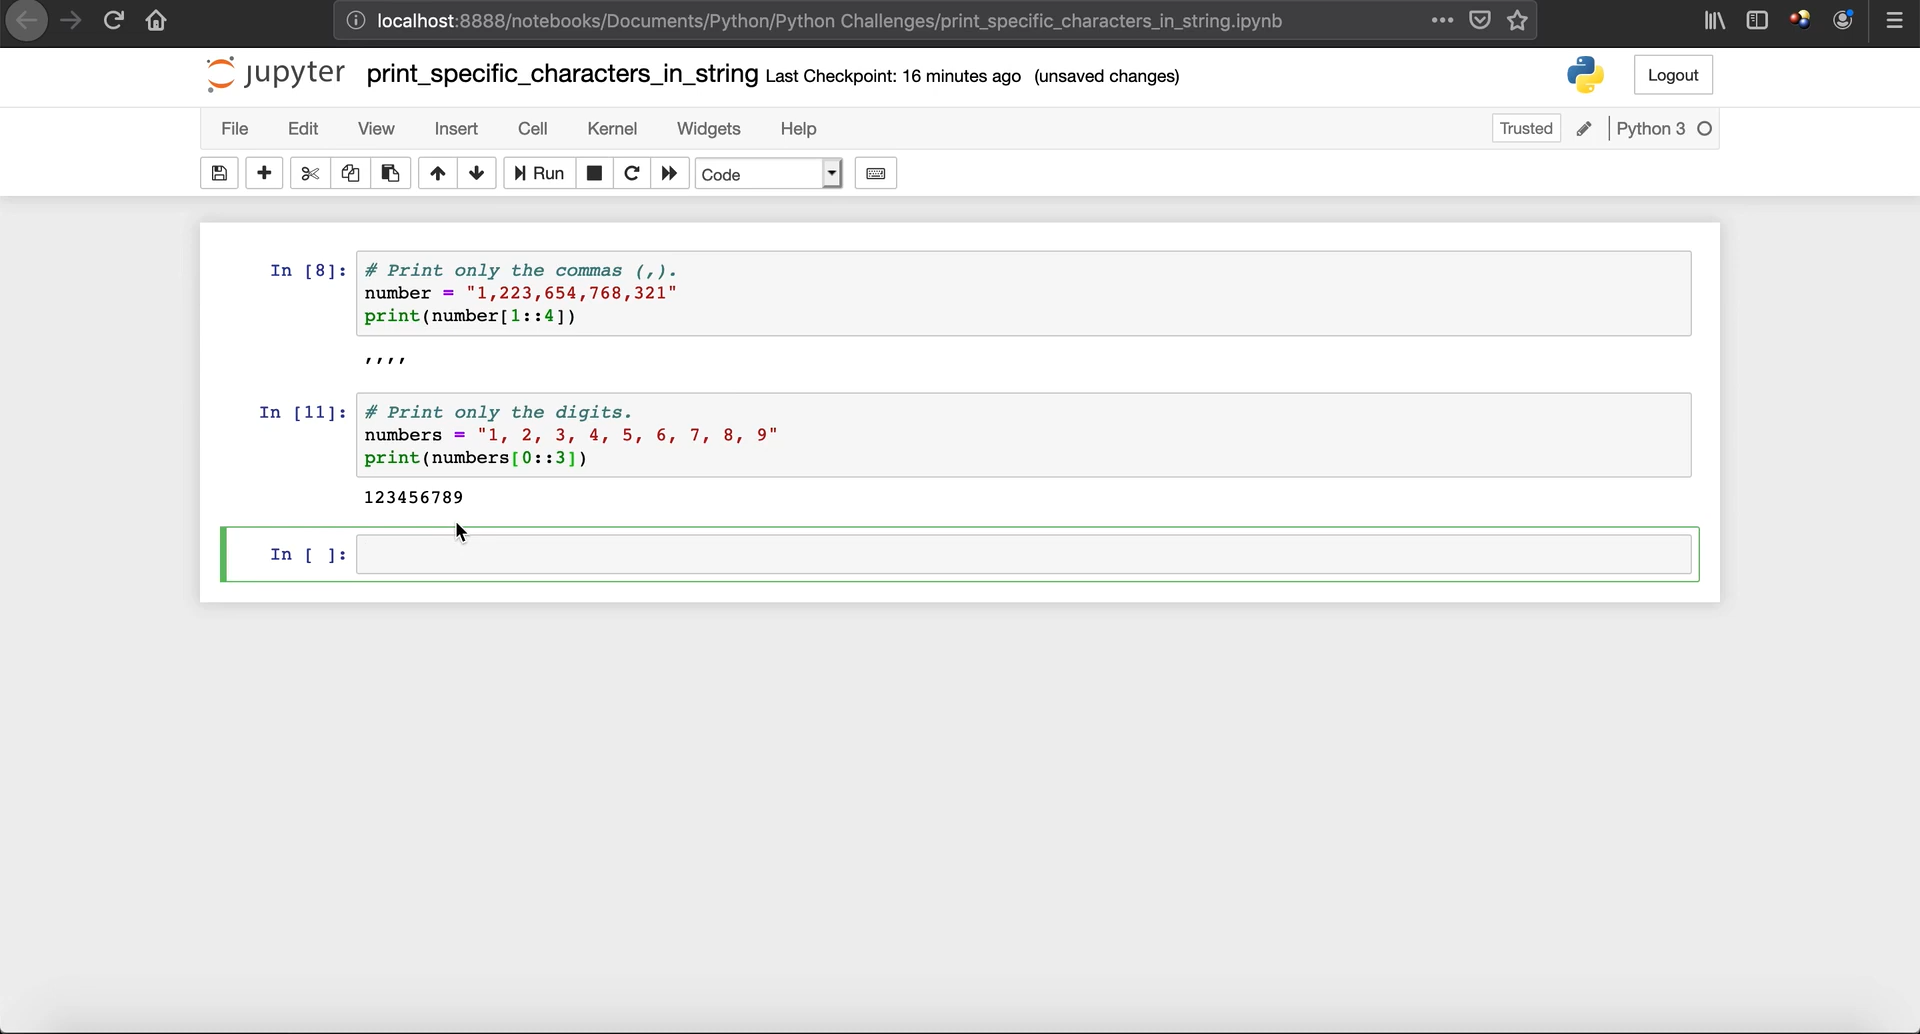 localhost:8888/notebooks/Documents/Python/Python Challenges/print_specific_characters_in_string.ipynb
jupyter print_specific_characters_in_string Last Checkpoint: 16 minutes ago (unsaved changes) Logout
File Edit View Insert Cell Kernel Widgets Help Trusted Python 3
Run Code
In [8]: # Print only the commas (,).
number = "1,223,654,768,321"
print(number[1::4])
,,,,
In [11]: # Print only the digits.
numbers = "1, 2, 3, 4, 5, 6, 7, 8, 9"
print(numbers[0::3])
123456789
In [ ]: